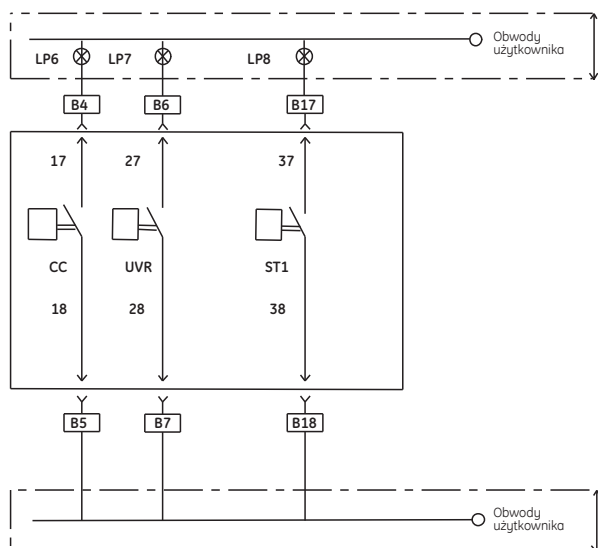 Obwody
użytkownika
LP6 LP7 LP8
B4 B6 B17
17 27 37
CC UVR ST1
18 28 38
B5 B7 B18
Obwody
użytkownika